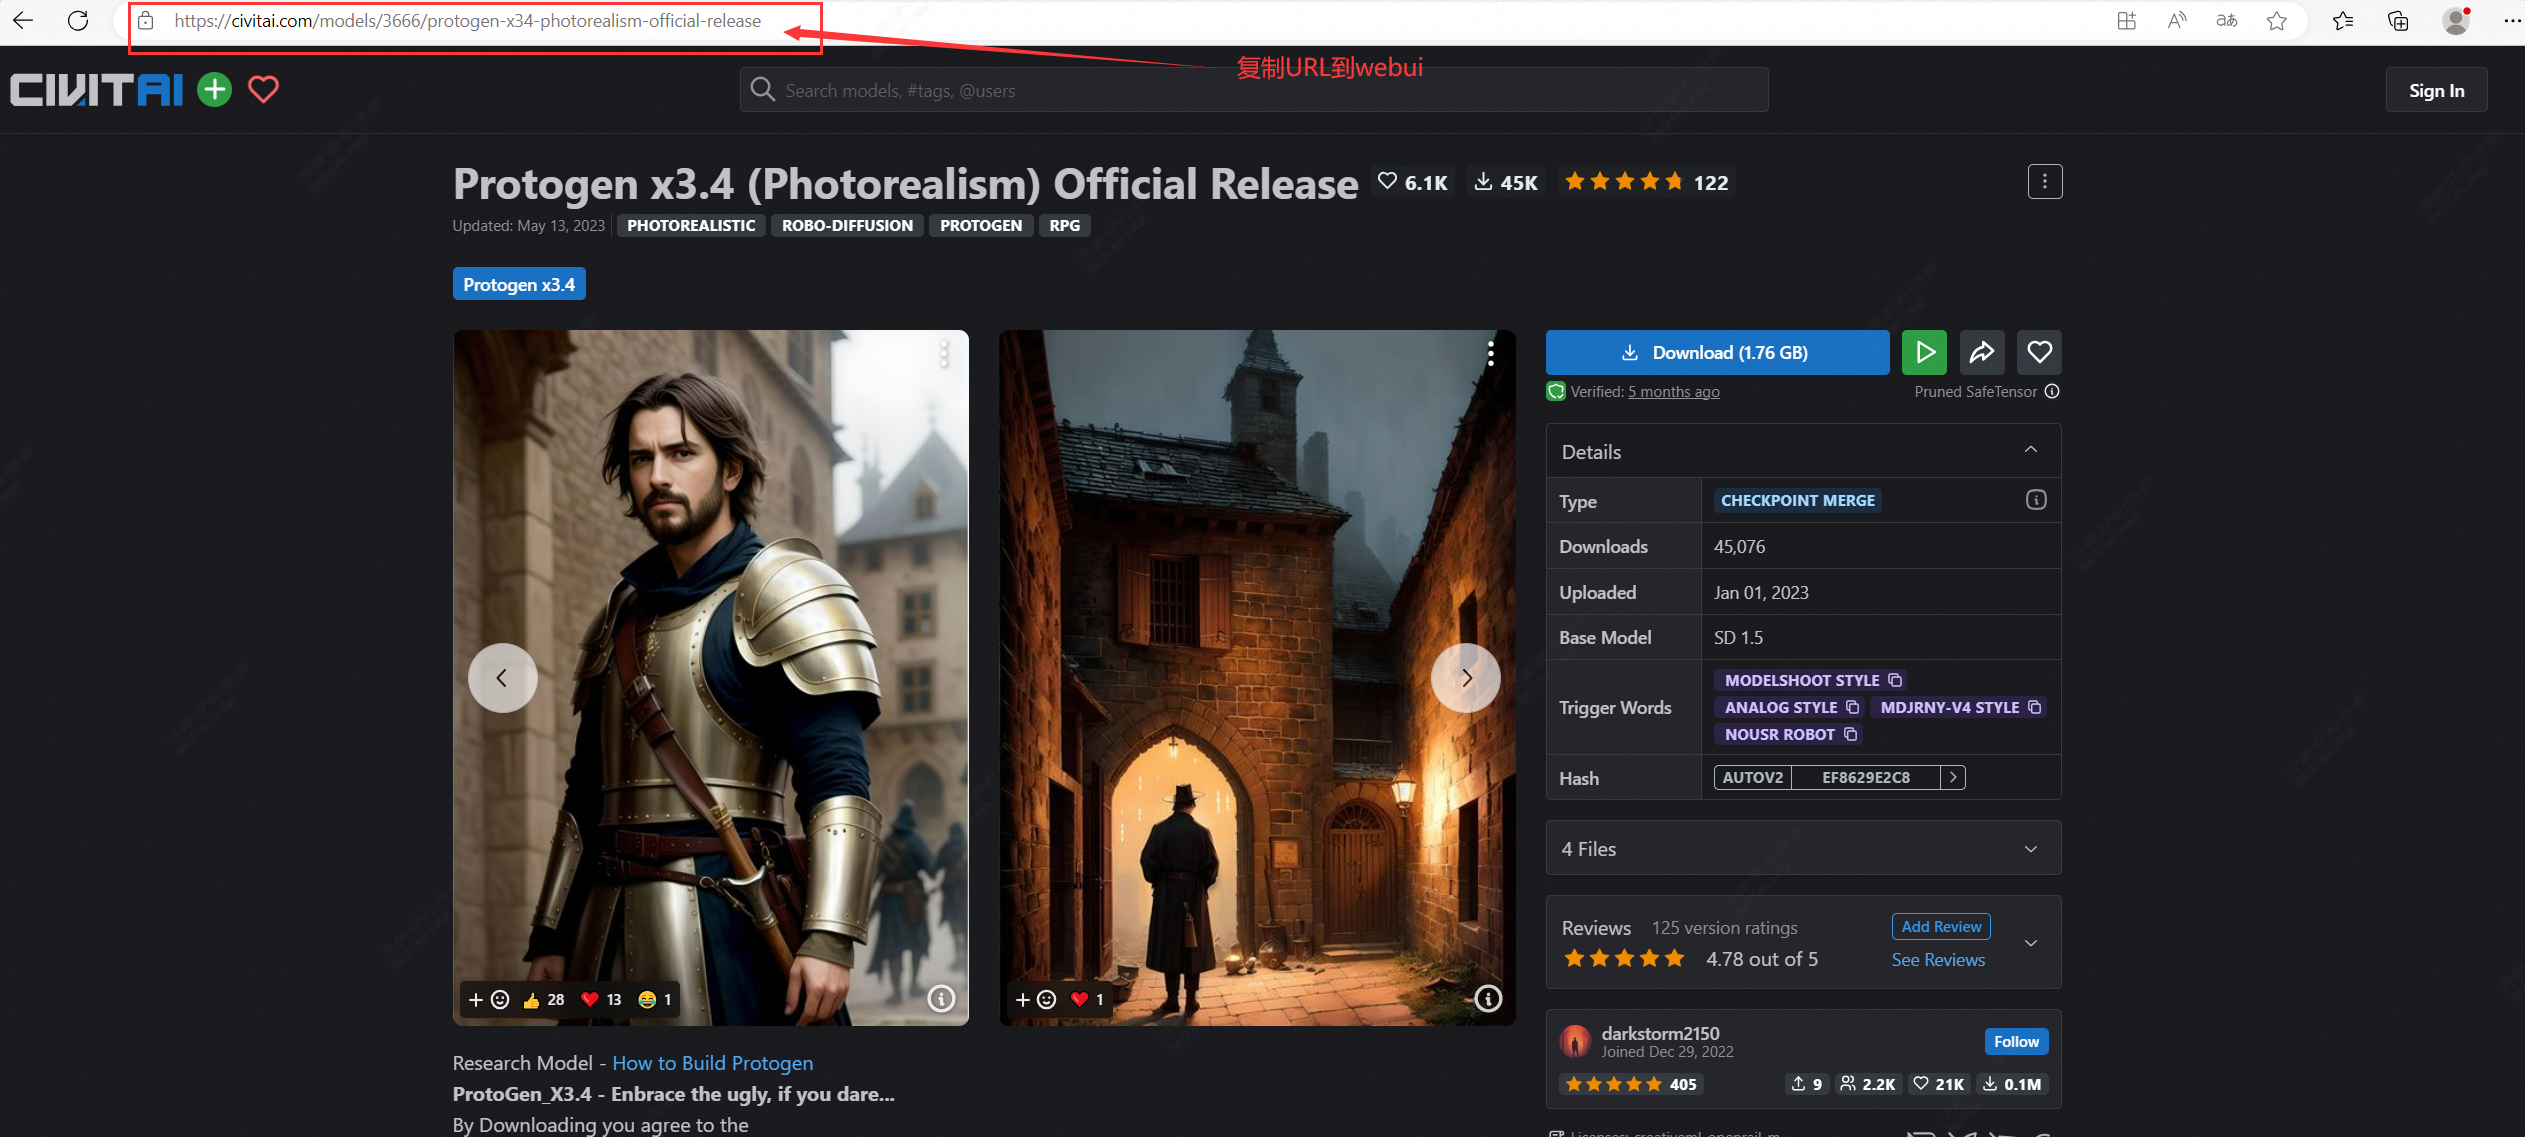 https://civitai.com/models/3666/protogen-x34-photorealism-official-release
复制URL到webui
CIVITAI
Search models, #tags, @users
Sign In
Protogen x3.4 (Photorealism) Official Release 6.1K 45K 122
Updated: May 13, 2023 PHOTOREALISTIC ROBO-DIFFUSION PROTOGEN RPG
Protogen x3.4
Download (1.76 GB)
Verified: 5 months ago Pruned SafeTensor
Details
Type CHECKPOINT MERGE
Downloads 45,076
Uploaded Jan 01, 2023
Base Model SD 1.5
Trigger Words MODELSHOOT STYLE
ANALOG STYLE MDJRNY-V4 STYLE
NOUSR ROBOT
Hash AUTOV2 EF8629E2C8
4 Files
Reviews 125 version ratings Add Review
4.78 out of 5 See Reviews
28 13 1
1
darkstorm2150
Joined Dec 29, 2022
Follow
405 9 2.2K 21K 0.1M
Research Model - How to Build Protogen
ProtoGen_X3.4 - Enbrace the ugly, if you dare...
By Downloading you agree to the